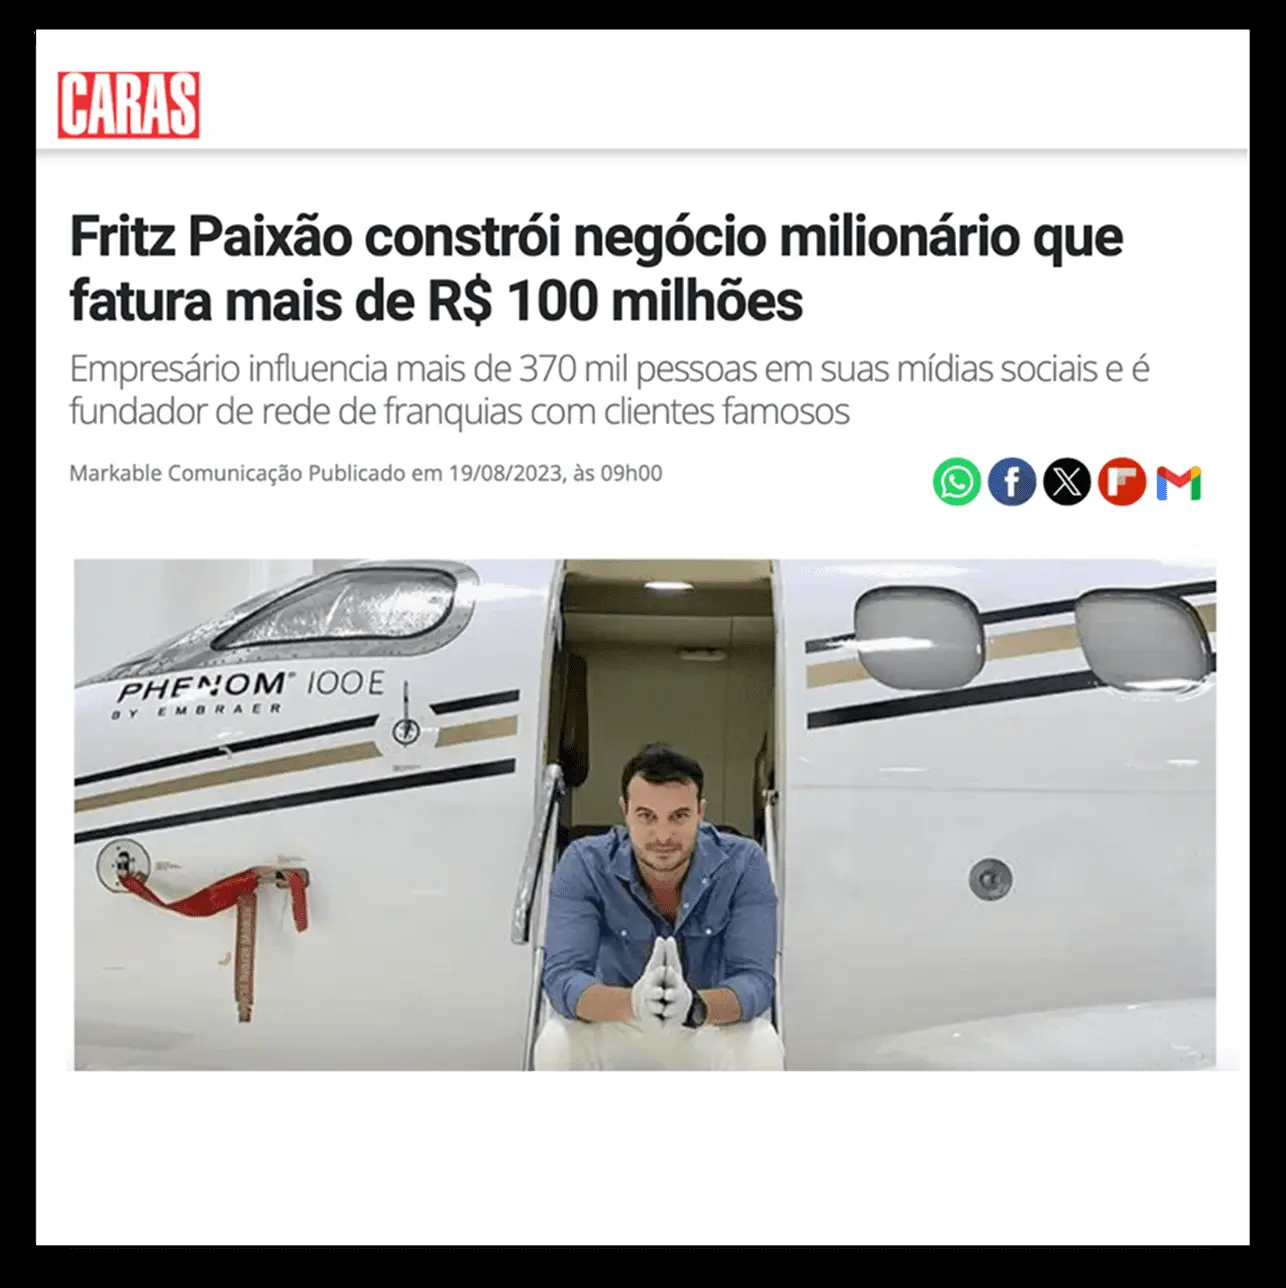 CARAS
Fritz Paixão constrói negócio milionário que
fatura mais de R$ 100 milhões
Empresário influencia mais de 370 mil pessoas em suas mídias sociais e é
fundador de rede de franquias com clientes famosos
Markable Comunicação Publicado em 19/08/2023, às 09h00
PHENOM 100E
BY EMBRAER